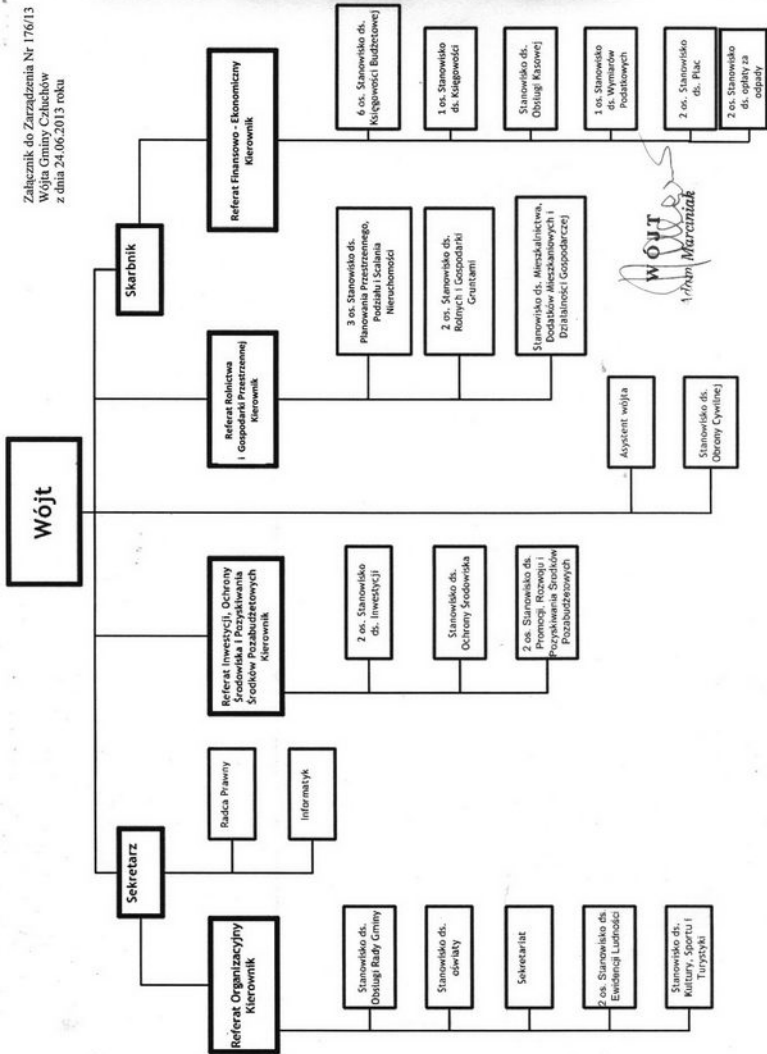 Załącznik do Zarządzenia Nr 176/13
Wójta Gminy Człuchów
z dnia 24.06.2013 roku
Wójt
Sekretarz
Skarbnik
Referat Organizacyjny
Kierownik
Radca Prawny
Informatyk
Referat Inwestycji, Ochrony
Środowiska i Pozyskiwania
Środków Pozabudżetowych
Kierownik
Referat Rolnictwa
i Gospodarki Przestrzennej
Kierownik
Referat Finansowo - Ekonomiczny
Kierownik
Stanowisko ds.
Obsługi Rady Gminy
Stanowisko ds.
oświaty
Sekretariat
2 os. Stanowisko ds.
Ewidencji Ludności
Stanowisko ds.
Kultury, Sportu i
Turystyki
2 os. Stanowisko
ds. Inwestycji
Stanowisko ds.
Ochrony Środowiska
2 os. Stanowisko ds.
Promocji, Rozwoju i
Pozyskiwania Środków
Pozabudżetowych
Asystent wójta
Stanowisko ds.
Obrony Cywilnej
3 os. Stanowisko ds.
Planowania Przestrzennego,
Podziału i Scalania
Nieruchomości
2 os. Stanowisko ds.
Rolnych i Gospodarki
Gruntami
Stanowisko ds. Mieszkalnictwa,
Dodatków Mieszkaniowych i
Działalności Gospodarczej
6 os. Stanowisko ds.
Księgowości Budżetowej
1 os. Stanowisko
ds. Księgowości
Stanowisko ds.
Obsługi Kasowej
1 os. Stanowisko
ds. Wymiarów
Podatkowych
2 os. Stanowisko
ds. Płac
2 os. Stanowisko
ds. opłaty za
odpady
WÓJT
Adam Marciniak